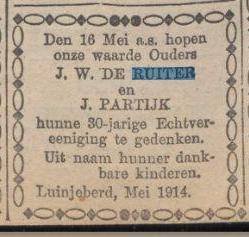 Den 16 Mei a.s. hopen
onze waarde Ouders
J. W. DE RUITER
en
J. PARTIJK
hunne 30-jarige Echtver-
eeniging te gedenken.
Uit naam hunner dank-
bare kinderen.
Luinjeberd, Mei 1914.